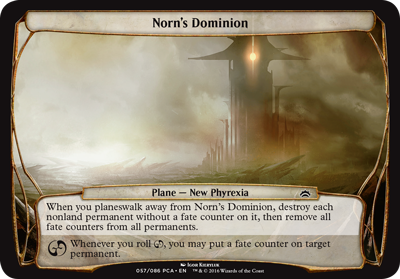 Norn's Dominion
Plane — New Phyrexia
When you planeswalk away from Norn's Dominion, destroy each
nonland permanent without a fate counter on it, then remove all
fate counters from all permanents.
Whenever you roll , you may put a fate counter on target
permanent.
Igor Kieryluk
057/086 PCA • EN ™ & © 2016 Wizards of the Coast